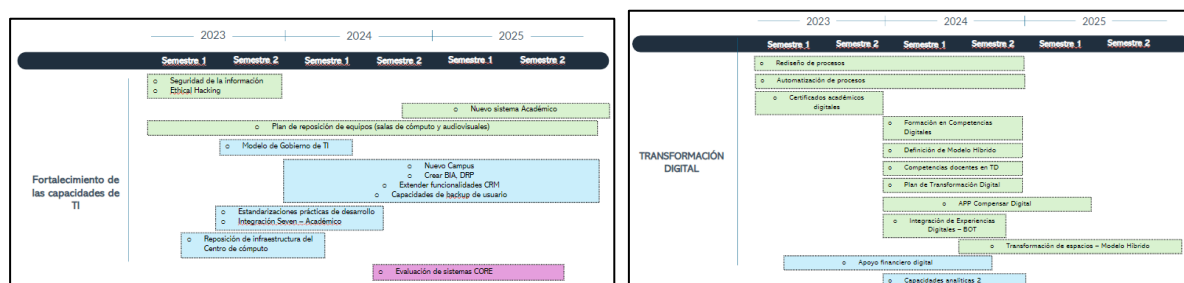 2023
2024
2025
Semestre 1
Semestre 2
Semestre 1
Semestre 2
Semestre 1
Semestre 2
Fortalecimiento de
las capacidades de
TI
o Seguridad de la información
o Ethical Hacking
o Nuevo sistema Académico
o Plan de reposición de equipos (salas de cómputo y audiovisuales)
o Modelo de Gobierno de TI
o Nuevo Campus
o Crear BIA, DRP
o Extender funcionalidades CRM
o Capacidades de backup de usuario
o Estandarizaciones prácticas de desarrollo
o Integración Seven – Académico
o Reposición de infraestructura del
Centro de cómputo
o Evaluación de sistemas CORE
2023
2024
2025
Semestre 1
Semestre 2
Semestre 1
Semestre 2
Semestre 1
Semestre 2
TRANSFORMACIÓN
DIGITAL
o Rediseño de procesos
o Automatización de procesos
o Certificados académicos
digitales
o Formación en Competencias
Digitales
o Definición de Modelo Híbrido
o Competencias docentes en TD
o Plan de Transformación Digital
o APP Compensar Digital
o Integración de Experiencias
Digitales – BOT
o Transformación de espacios – Modelo Híbrido
o Apoyo financiero digital
o Capacidades analíticas 2